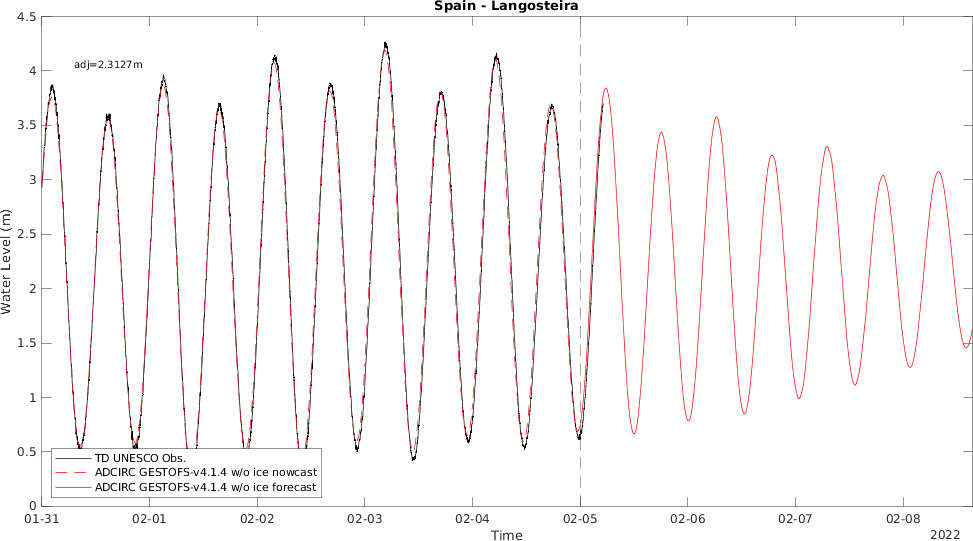 Spain - Langosteira
4.5
4
3.5
3
2.5
2
1.5
1
0.5
0
Water Level (m)
adj=2.3127m
TD UNESCO Obs.
ADCIRC GESTOFS-v4.1.4 w/o ice nowcast
ADCIRC GESTOFS-v4.1.4 w/o ice forecast
01-31 02-01 02-02 02-03 02-04 02-05 02-06 02-07 02-08
Time
2022